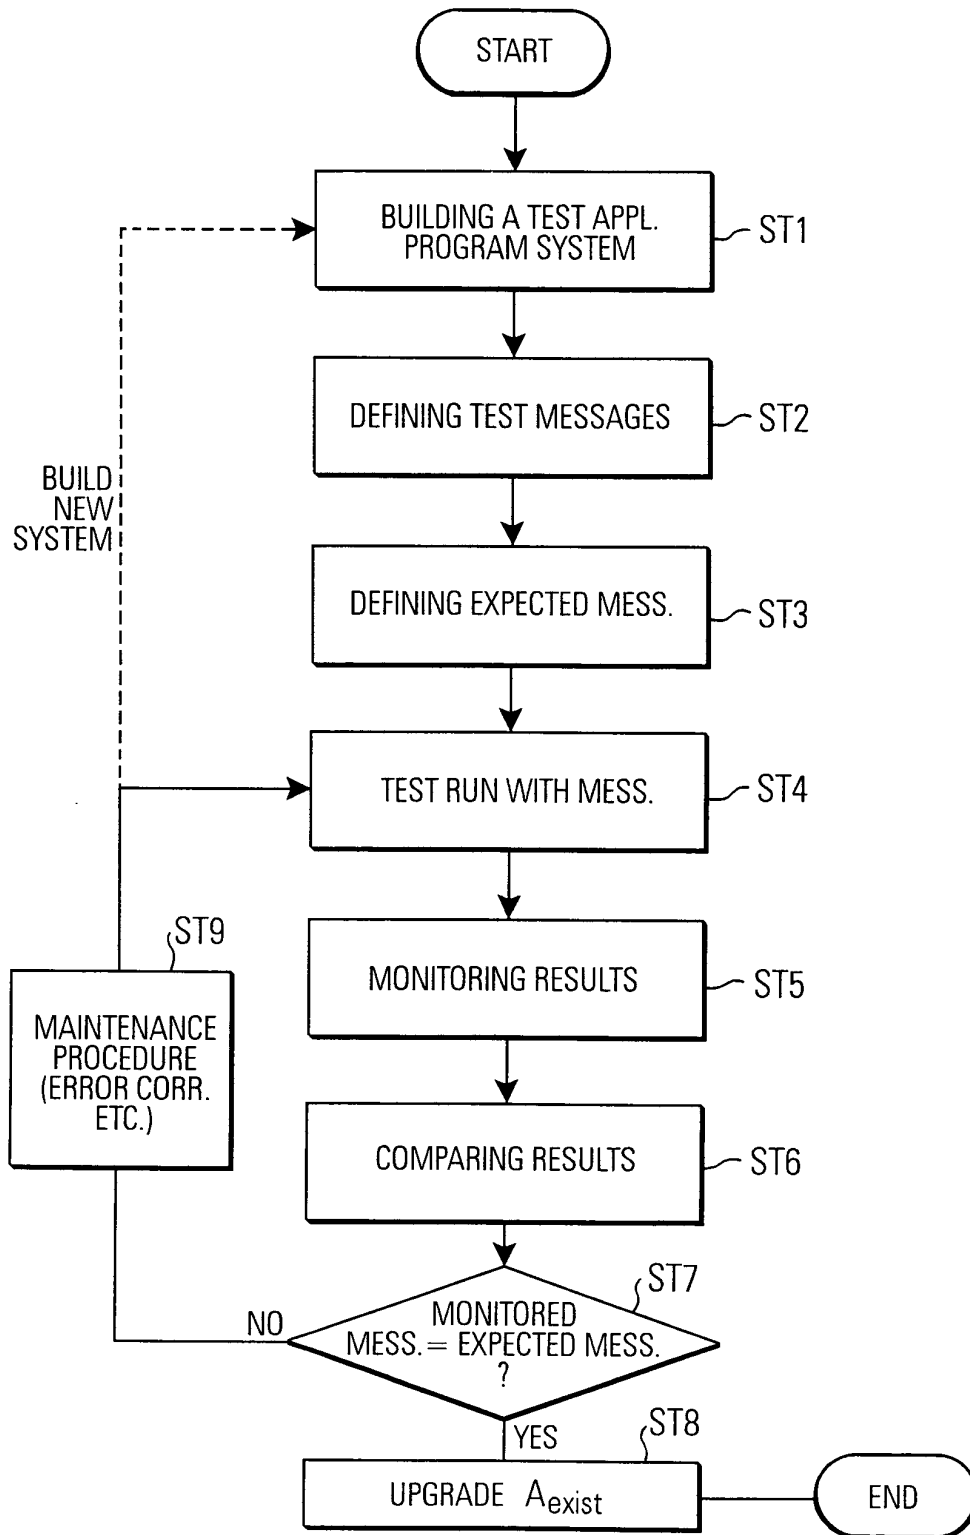 START
BUILDING A TEST APPL.
PROGRAM SYSTEM
ST1
DEFINING TEST MESSAGES
ST2
BUILD
NEW
SYSTEM
DEFINING EXPECTED MESS.
ST3
TEST RUN WITH MESS.
ST4
ST9
MAINTENANCE
PROCEDURE
(ERROR CORR.
ETC.)
MONITORING RESULTS
ST5
COMPARING RESULTS
ST6
ST7
MONITORED
MESS. = EXPECTED MESS.
?
NO
YES
ST8
UPGRADE Aexist
END